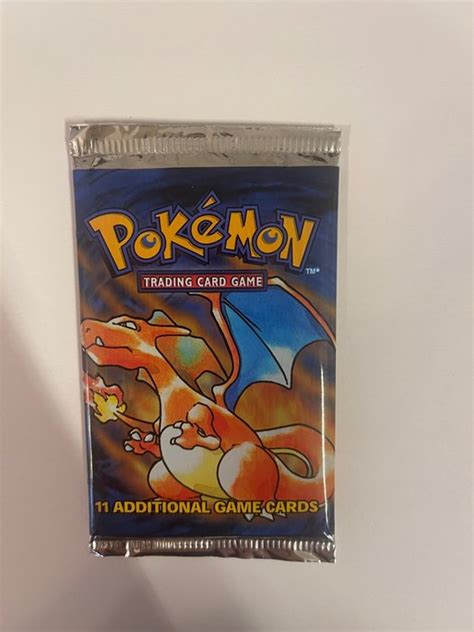 POKéMON
TM®
TRADING CARD GAME
11 ADDITIONAL GAME CARDS